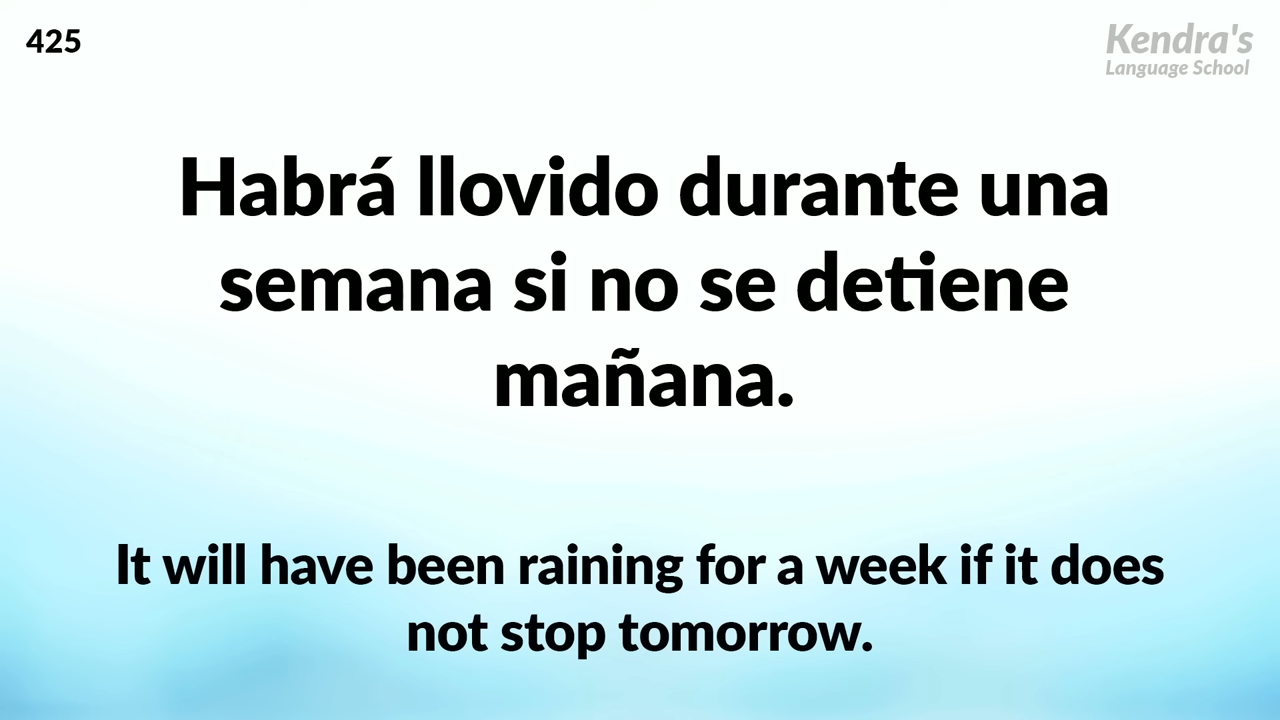 425
Kendra's
Language School
Habrá llovido durante una
semana si no se detiene
mañana.
It will have been raining for a week if it does
not stop tomorrow.